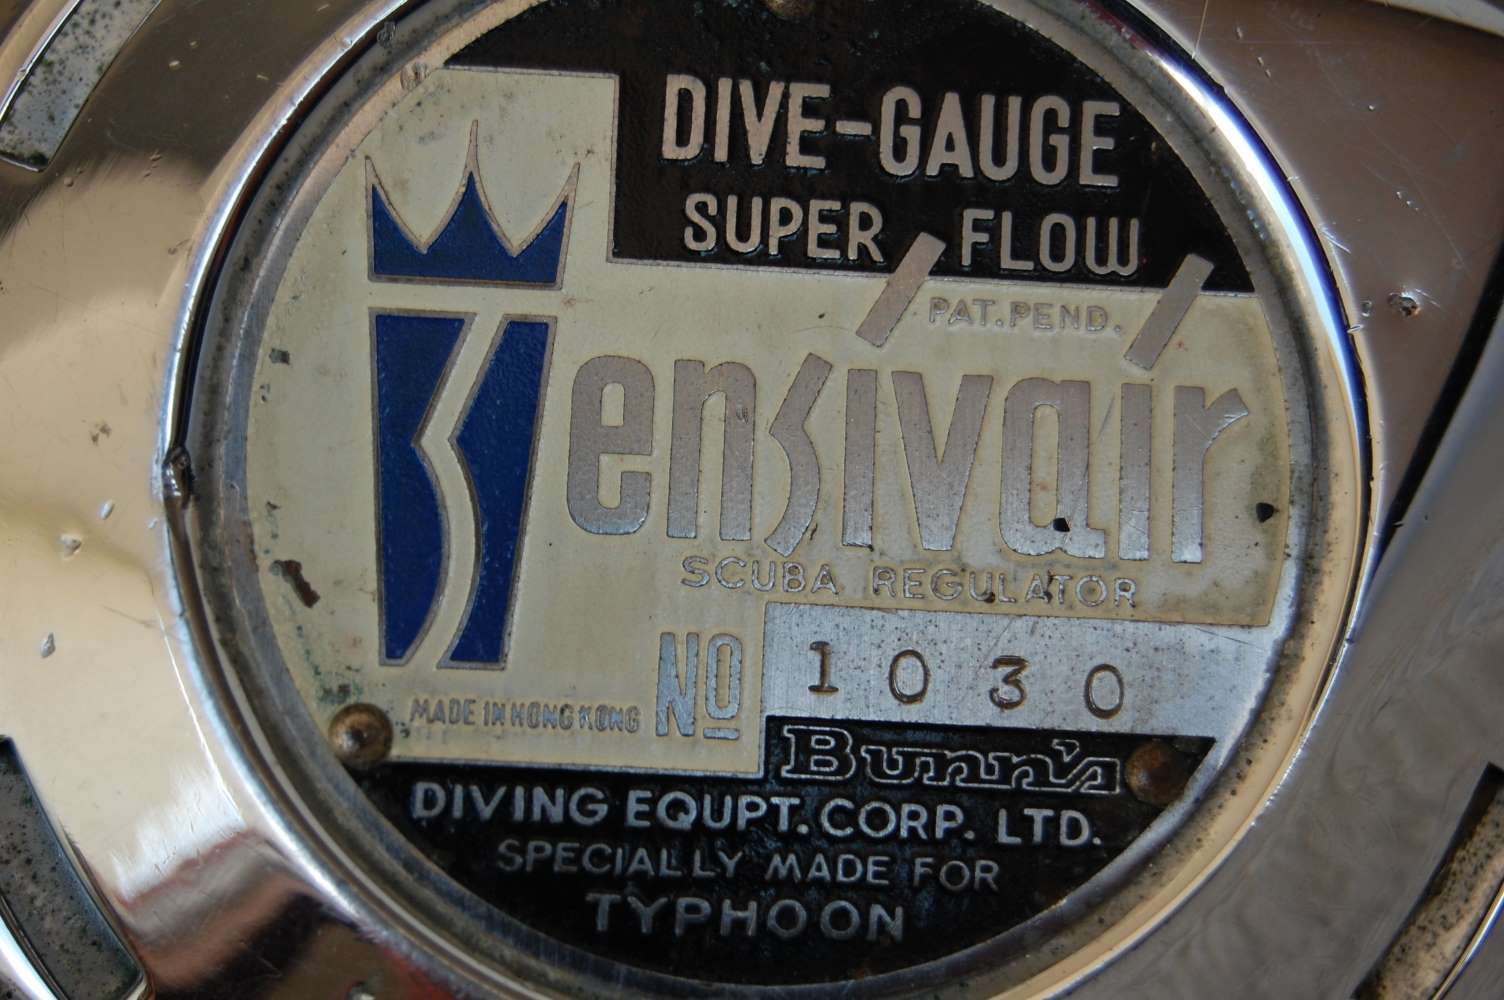 DIVE-GAUGE
SUPER FLOW
PAT. PEND.
Sensivair
SCUBA REGULATOR
No 1030
MADE IN HONG KONG
Bunn's
DIVING EQUPT. CORP. LTD.
SPECIALLY MADE FOR
TYPHOON